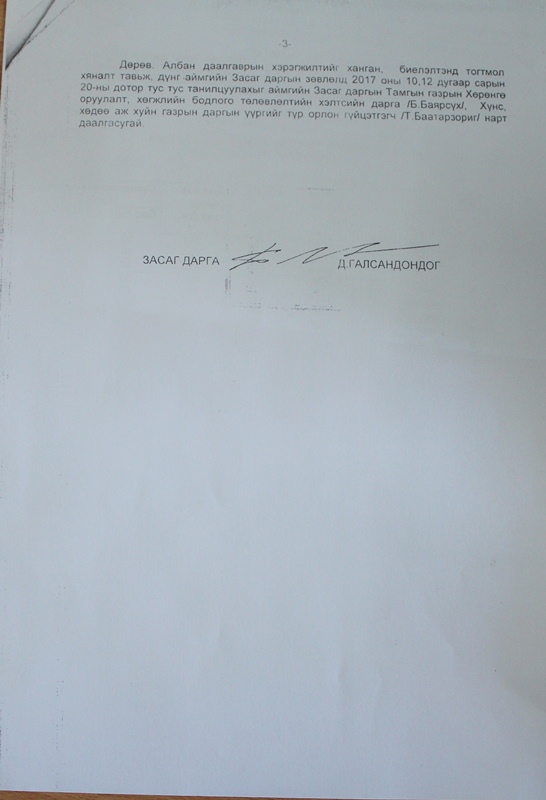 -3-
Дөрөв. Албан даалгаврын хэрэгжилтийг ханган, биелэлтэнд тогтмол
хяналт тавьж, дүнг аймгийн Засаг даргын зөвлөлд 2017 оны 10,12 дугаар сарын
20-ны дотор тус тус танилцуулахыг аймгийн Засаг даргын Тамгын газрын Хөрөнгө
оруулалт, хөгжлийн бодлого төлөвлөлтийн хэлтсийн дарга /Б.Баярсүх/, Хүнс,
хөдөө аж хуйн газрын даргын үүргийг түр орлон гүйцэтгэгч /Т.Баатарзориг/ нарт
даалгасугай.
ЗАСАГ ДАРГА Д.ГАЛСАНДОНДОГ